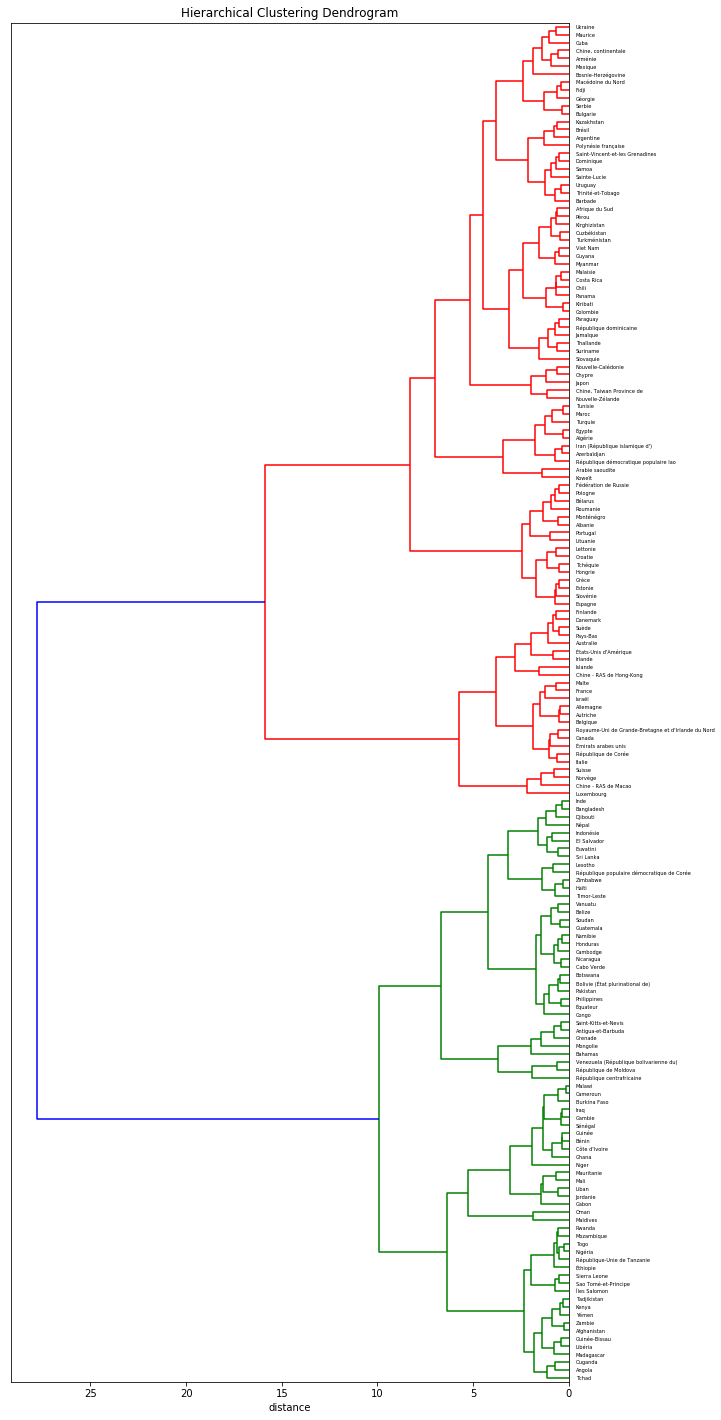 Hierarchical Clustering Dendrogram
Ukraine
Maurice
Cuba
Chine, continentale
Arménie
Mexique
Bosnie-Herzégovine
Macédoine du Nord
Fidji
Géorgie
Serbie
Bulgarie
Kazakhstan
Brésil
Argentine
Polynésie française
Saint-Vincent-et-les Grenadines
Dominique
Samoa
Sainte-Lucie
Uruguay
Trinité-et-Tobago
Barbade
Afrique du Sud
Pérou
Kirghizistan
Ouzbékistan
Turkménistan
Viet Nam
Guyana
Myanmar
Malaisie
Costa Rica
Chili
Panama
Kiribati
Colombie
Paraguay
République dominicaine
Jamaïque
Thaïlande
Suriname
Slovaquie
Nouvelle-Calédonie
Chypre
Japon
Chine, Taiwan Province de
Nouvelle-Zélande
Tunisie
Maroc
Turquie
Égypte
Algérie
Iran (République islamique d')
Azerbaïdjan
République démocratique populaire lao
Arabie saoudite
Koweït
Fédération de Russie
Pologne
Bélarus
Roumanie
Monténégro
Albanie
Portugal
Lituanie
Lettonie
Croatie
Tchéquie
Hongrie
Grèce
Estonie
Slovénie
Espagne
Finlande
Danemark
Suède
Pays-Bas
Australie
États-Unis d'Amérique
Irlande
Islande
Chine - RAS de Hong-Kong
Malte
France
Israël
Allemagne
Autriche
Belgique
Royaume-Uni de Grande-Bretagne et d'Irlande du Nord
Canada
Émirats arabes unis
République de Corée
Italie
Suisse
Norvège
Chine - RAS de Macao
Luxembourg
Inde
Bangladesh
Djibouti
Népal
Indonésie
El Salvador
Eswatini
Sri Lanka
Lesotho
République populaire démocratique de Corée
Zimbabwe
Haïti
Timor-Leste
Vanuatu
Belize
Soudan
Guatemala
Namibie
Honduras
Cambodge
Nicaragua
Cabo Verde
Botswana
Bolivie (État plurinational de)
Pakistan
Philippines
Équateur
Congo
Saint-Kitts-et-Nevis
Antigua-et-Barbuda
Grenade
Mongolie
Bahamas
Venezuela (République bolivarienne du)
République de Moldova
République centrafricaine
Malawi
Cameroun
Burkina Faso
Iraq
Gambie
Sénégal
Guinée
Bénin
Côte d'Ivoire
Ghana
Niger
Mauritanie
Mali
Liban
Jordanie
Gabon
Oman
Maldives
Rwanda
Mozambique
Togo
Nigéria
République-Unie de Tanzanie
Éthiopie
Sierra Leone
Sao Tomé-et-Principe
Îles Salomon
Tadjikistan
Kenya
Yémen
Zambie
Afghanistan
Guinée-Bissau
Libéria
Madagascar
Ouganda
Angola
Tchad
25 20 15 10 5 0
distance